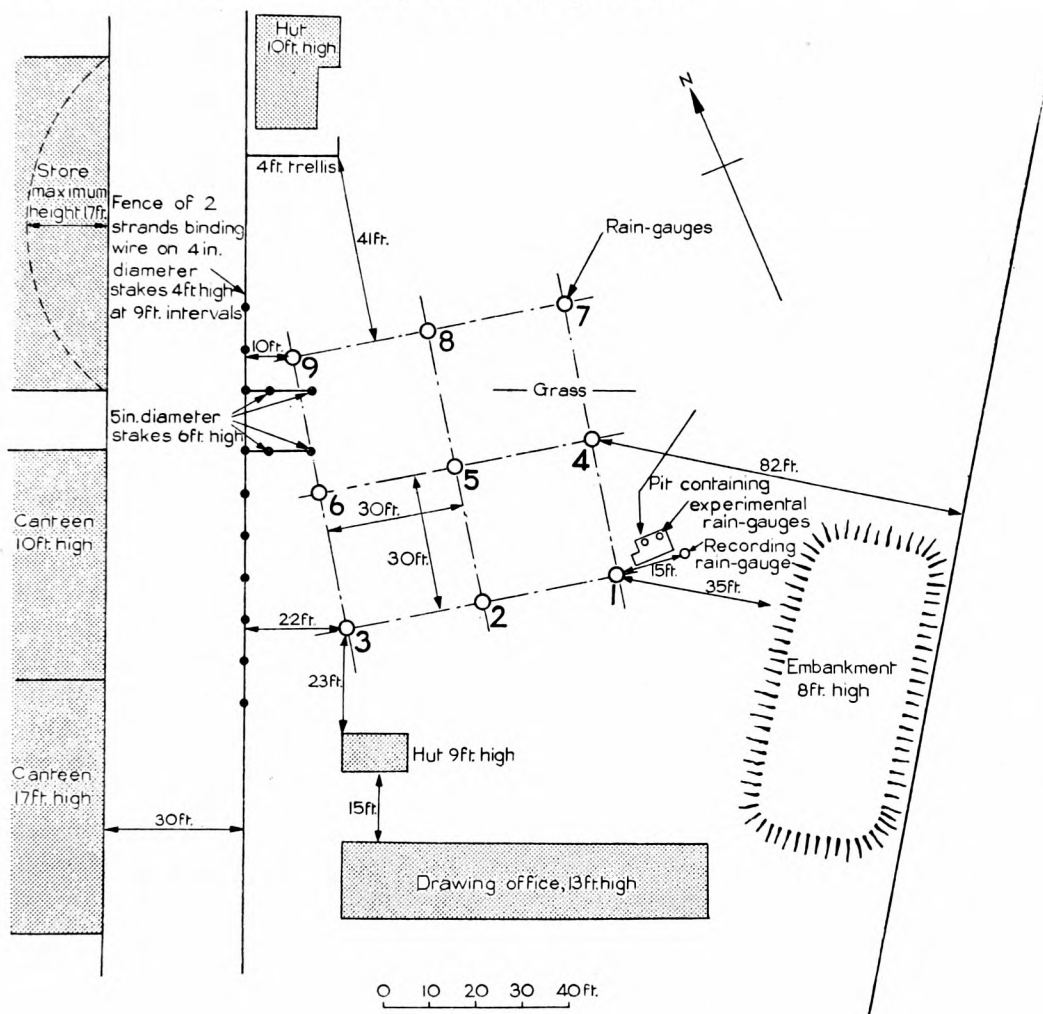 Hut
10ft. high
N
4ft. trellis
Store
maximum
height 17ft.
Fence of 2
strands binding
wire on 4in.
diameter
stakes 4ft high
at 9ft. intervals
41ft.
Rain-gauges
7
8
9
10ft.
Grass
5in. diameter
stakes 6ft. high
4
5
6
82ft.
Pit containing
experimental
rain-gauges
Recording
rain-gauge
15ft.
35ft.
30ft.
30ft.
Canteen
10ft. high
1
2
3
22ft.
23ft.
Embankment
8ft. high
Hut 9ft. high
Canteen
17ft. high
15ft.
30ft.
Drawing office, 13ft. high
0 10 20 30 40ft.